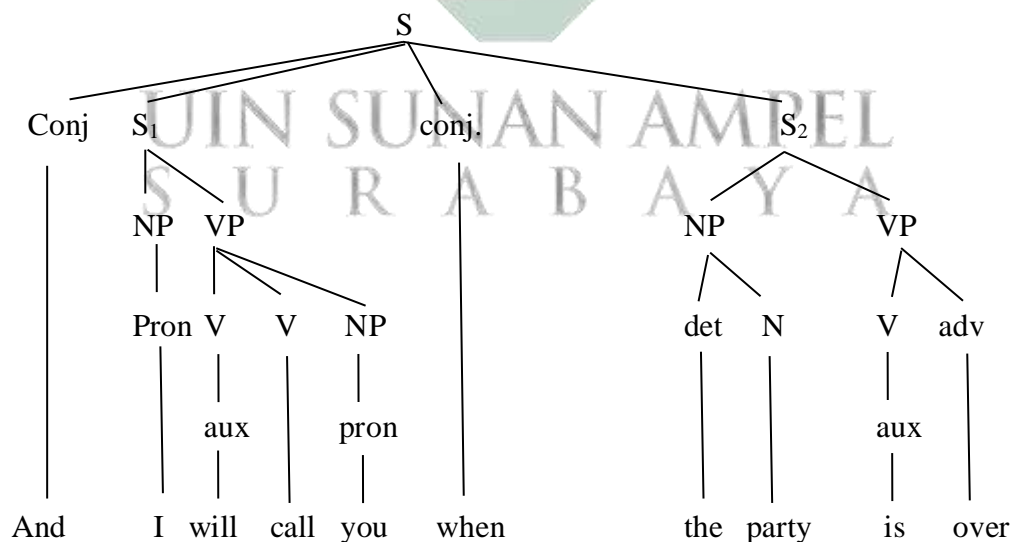 S
Conj S₁ conj. S₂
UIN SUNAN AMPEL
SURABAYA
NP VP NP VP
Pron V V NP det N V adv
aux pron aux
And I will call you when the party is over